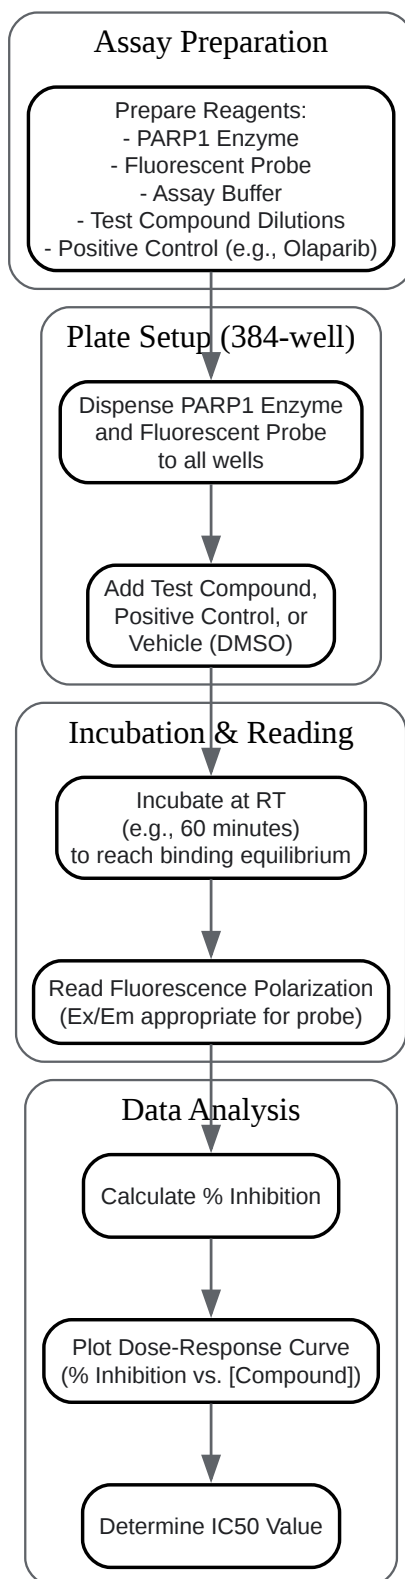 Assay Preparation
Prepare Reagents:
- PARP1 Enzyme
- Fluorescent Probe
- Assay Buffer
- Test Compound Dilutions
- Positive Control (e.g., Olaparib)
Plate Setup (384-well)
Dispense PARP1 Enzyme
and Fluorescent Probe
to all wells
Add Test Compound,
Positive Control, or
Vehicle (DMSO)
Incubation & Reading
Incubate at RT
(e.g., 60 minutes)
to reach binding equilibrium
Read Fluorescence Polarization
(Ex/Em appropriate for probe)
Data Analysis
Calculate % Inhibition
Plot Dose-Response Curve
(% Inhibition vs. [Compound])
Determine IC50 Value